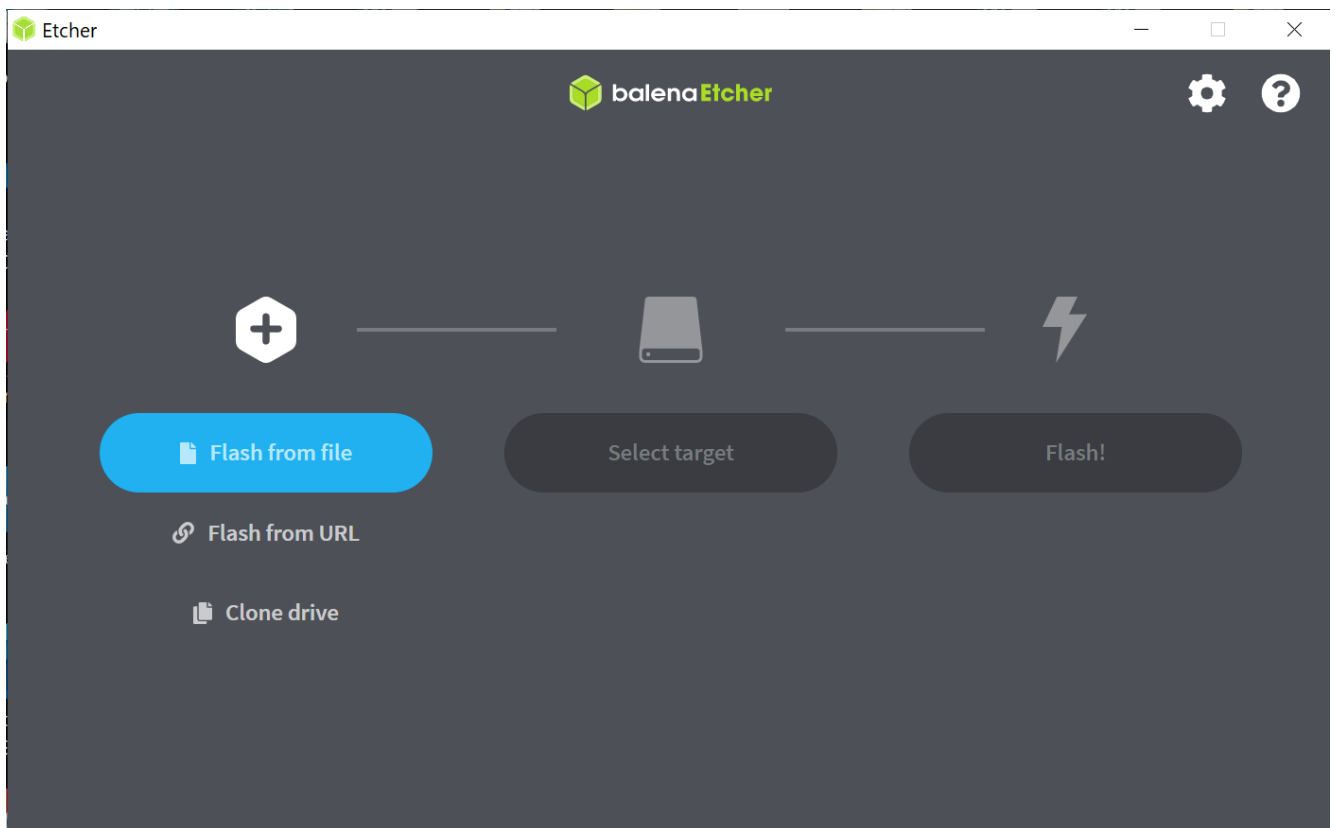 Etcher
balenaEtcher
Flash from file
Select target
Flash!
Flash from URL
Clone drive